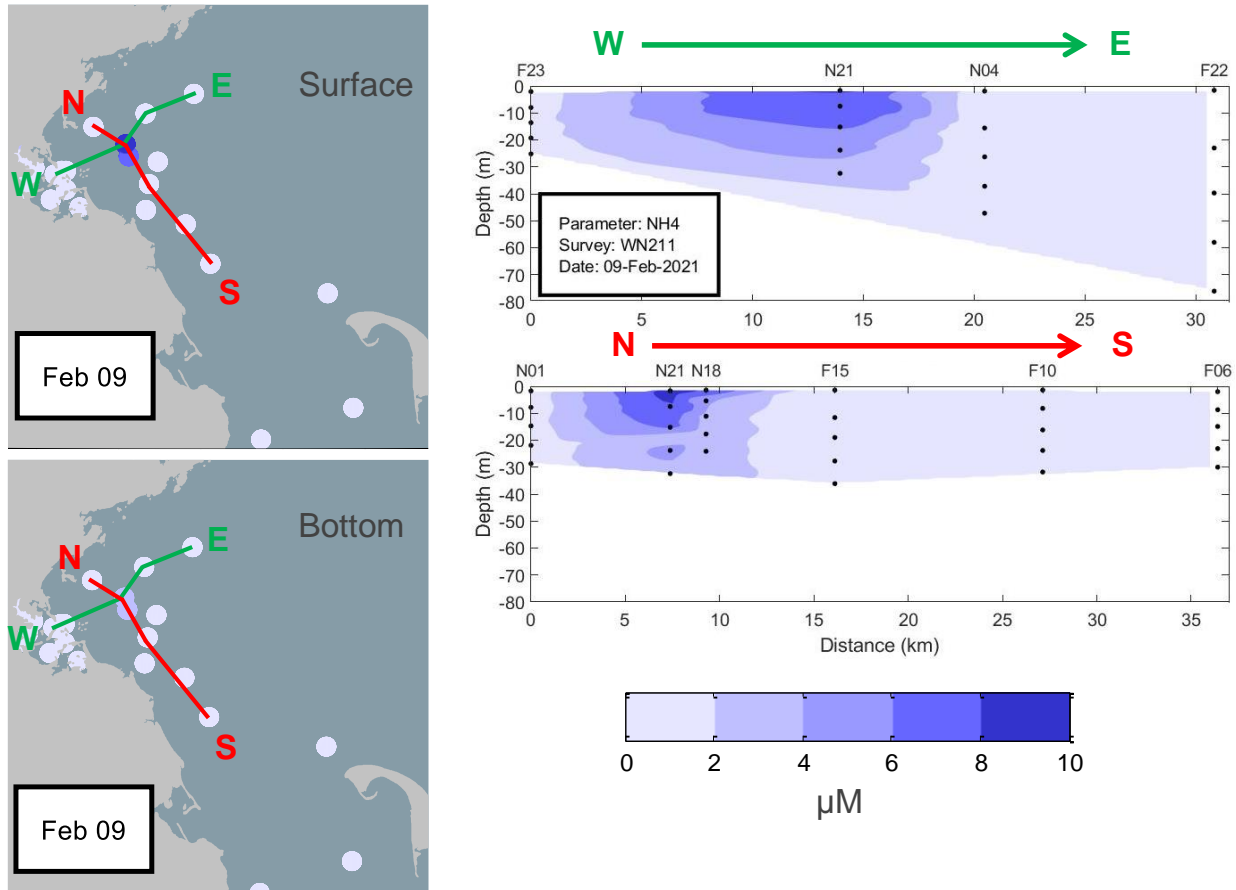 Surface
N
E
W
S
Feb 09
Bottom
N
E
W
S
Feb 09
W E
F23 N21 N04 F22
0
-10
-20
-30
-40
-50
-60
-70
-80
Depth (m)
Parameter: NH4
Survey: WN211
Date: 09-Feb-2021
0 5 10 15 20 25 30
N S
N01 N21 N18 F15 F10 F06
0
-10
-20
-30
-40
-50
-60
-70
-80
Depth (m)
0 5 10 15 20 25 30 35
Distance (km)
0 2 4 6 8 10
µM